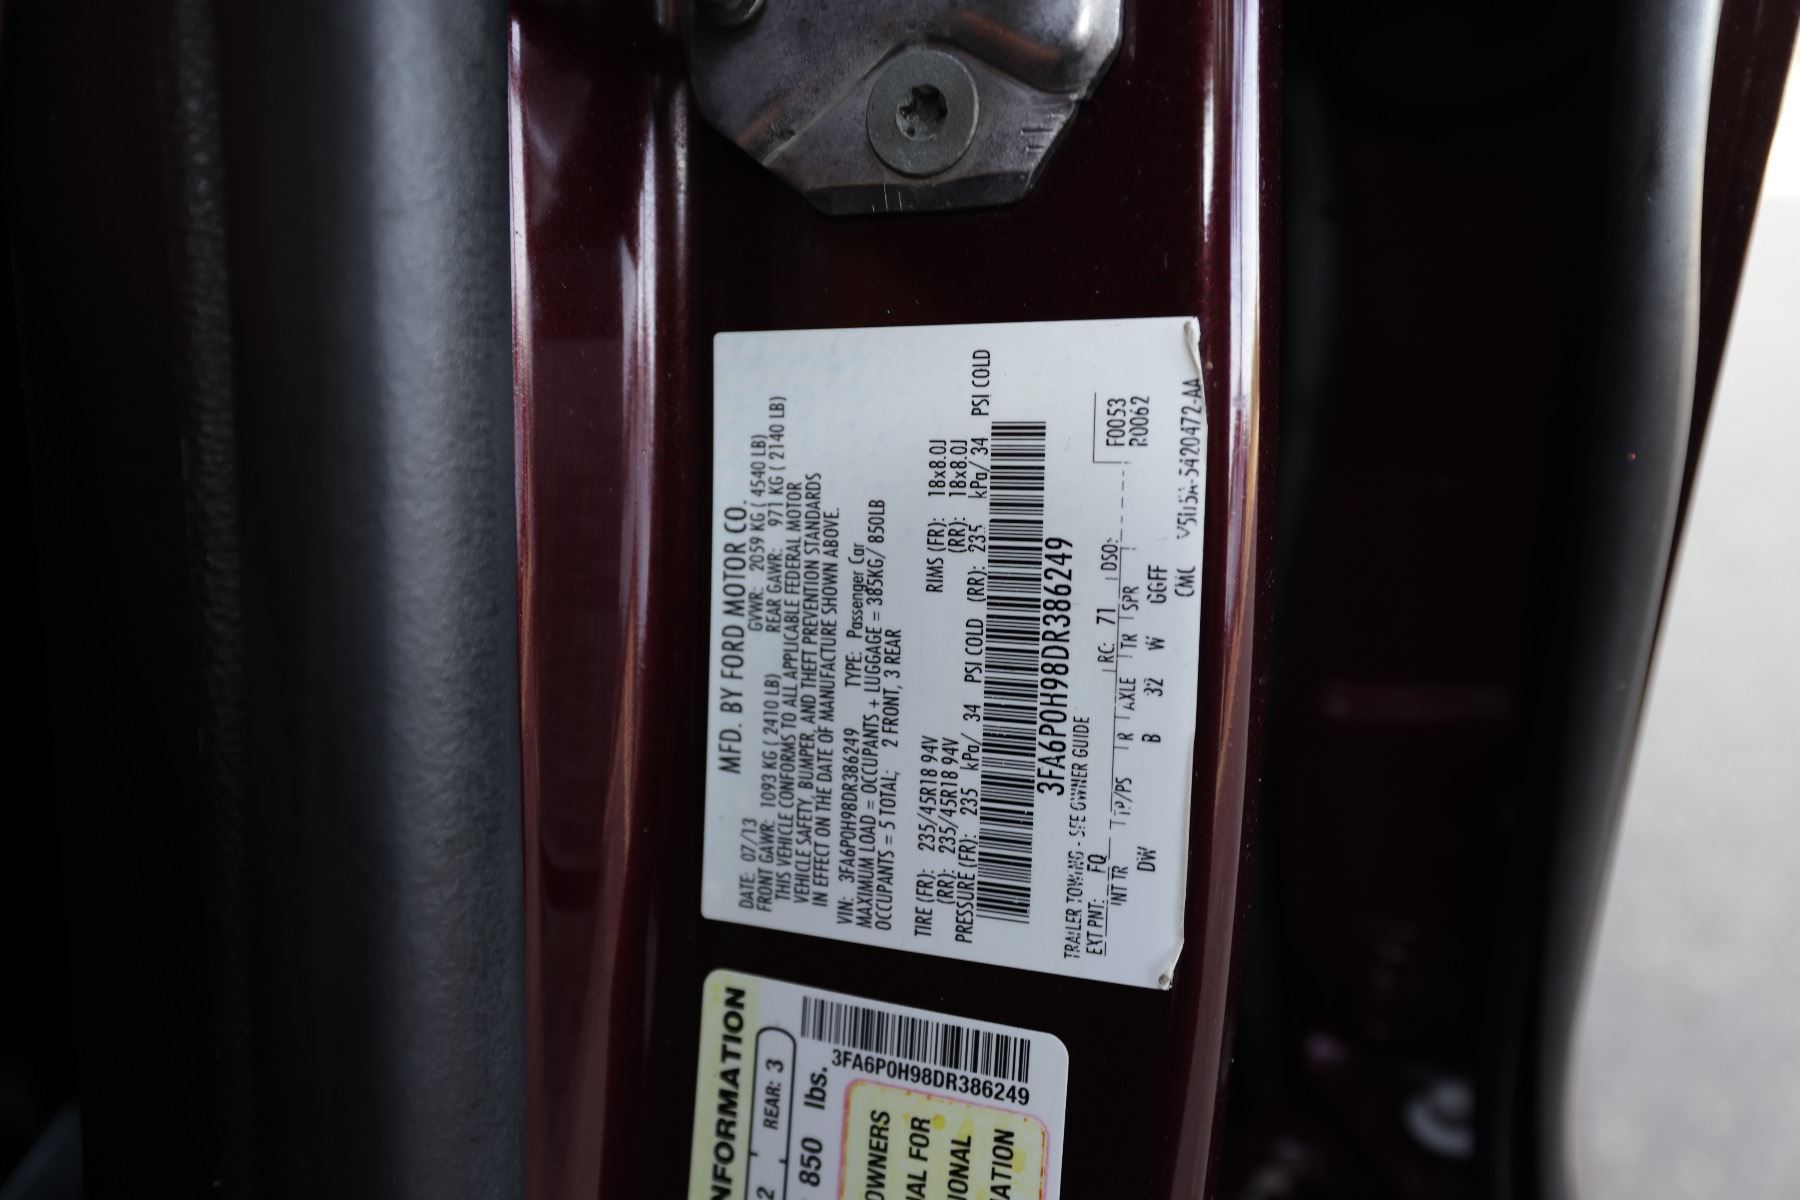 MFD. BY FORD MOTOR CO.
DATE: 07/13 GVWR: 2059 KG ( 4540 LB)
FRONT GAWR: 1093 KG ( 2410 LB) REAR GAWR: 971 KG ( 2140 LB)
THIS VEHICLE CONFORMS TO ALL APPLICABLE FEDERAL MOTOR
VEHICLE SAFETY, BUMPER, AND THEFT PREVENTION STANDARDS
IN EFFECT ON THE DATE OF MANUFACTURE SHOWN ABOVE.
VIN: 3FA6P0H98DR386249 TYPE: Passenger Car
MAXIMUM LOAD = OCCUPANTS + LUGGAGE = 385KG/ 850LB
OCCUPANTS = 5 TOTAL; 2 FRONT, 3 REAR
TIRE (FR): 235/45R18 94V RIMS (FR): 18x8.0J
(RR): 235/45R18 94V (RR): 18x8.0J
PRESSURE (FR): 235 kPa/ 34 PSI COLD (RR): 235 kPa/ 34 PSI COLD
3FA6P0H98DR386249
TRAILER TOWING - SEE OWNER GUIDE
EXT PNT: FQ RC: 71 DSO: F0053
INT TR TP/PS R AXLE TR SPR R0062
DW B 32 W GGFF
CMC
NFORMATION
2 REAR: 3
850 lbs.
3FA6P0H98DR386249
OWNERS
AL FOR
IONAL
ATION